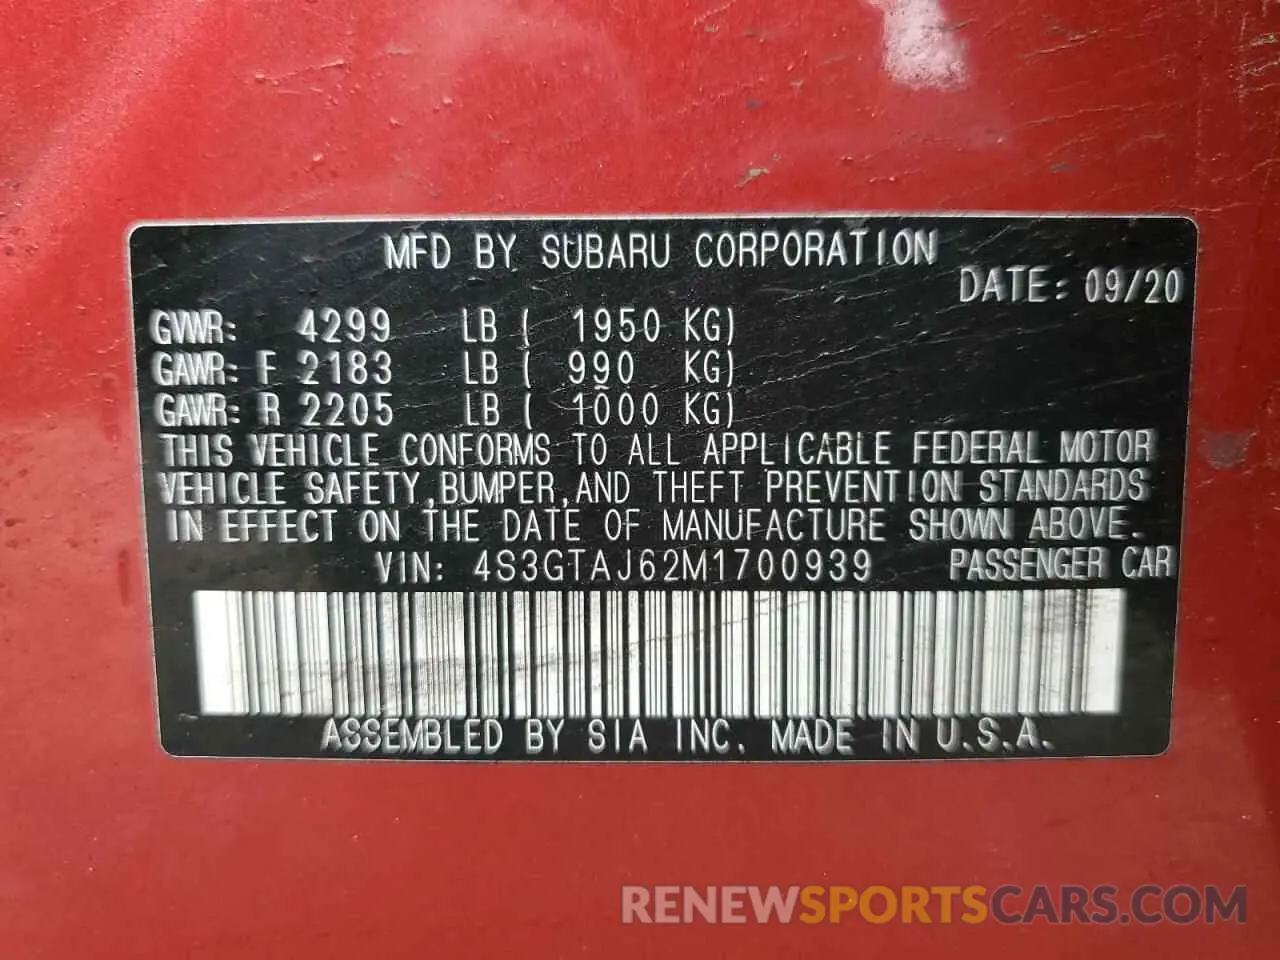 MFD BY SUBARU CORPORATION
DATE: 09/20
GVWR: 4299 LB ( 1950 KG)
GAWR: F 2183 LB ( 990 KG)
GAWR: R 2205 LB ( 1000 KG)
THIS VEHICLE CONFORMS TO ALL APPLICABLE FEDERAL MOTOR
VEHICLE SAFETY, BUMPER, AND THEFT PREVENTION STANDARDS
IN EFFECT ON THE DATE OF MANUFACTURE SHOWN ABOVE.
VIN: 4S3GTAJ62M1700939 PASSENGER CAR
ASSEMBLED BY SIA INC. MADE IN U.S.A.
RENEWSPORTSCARS.COM